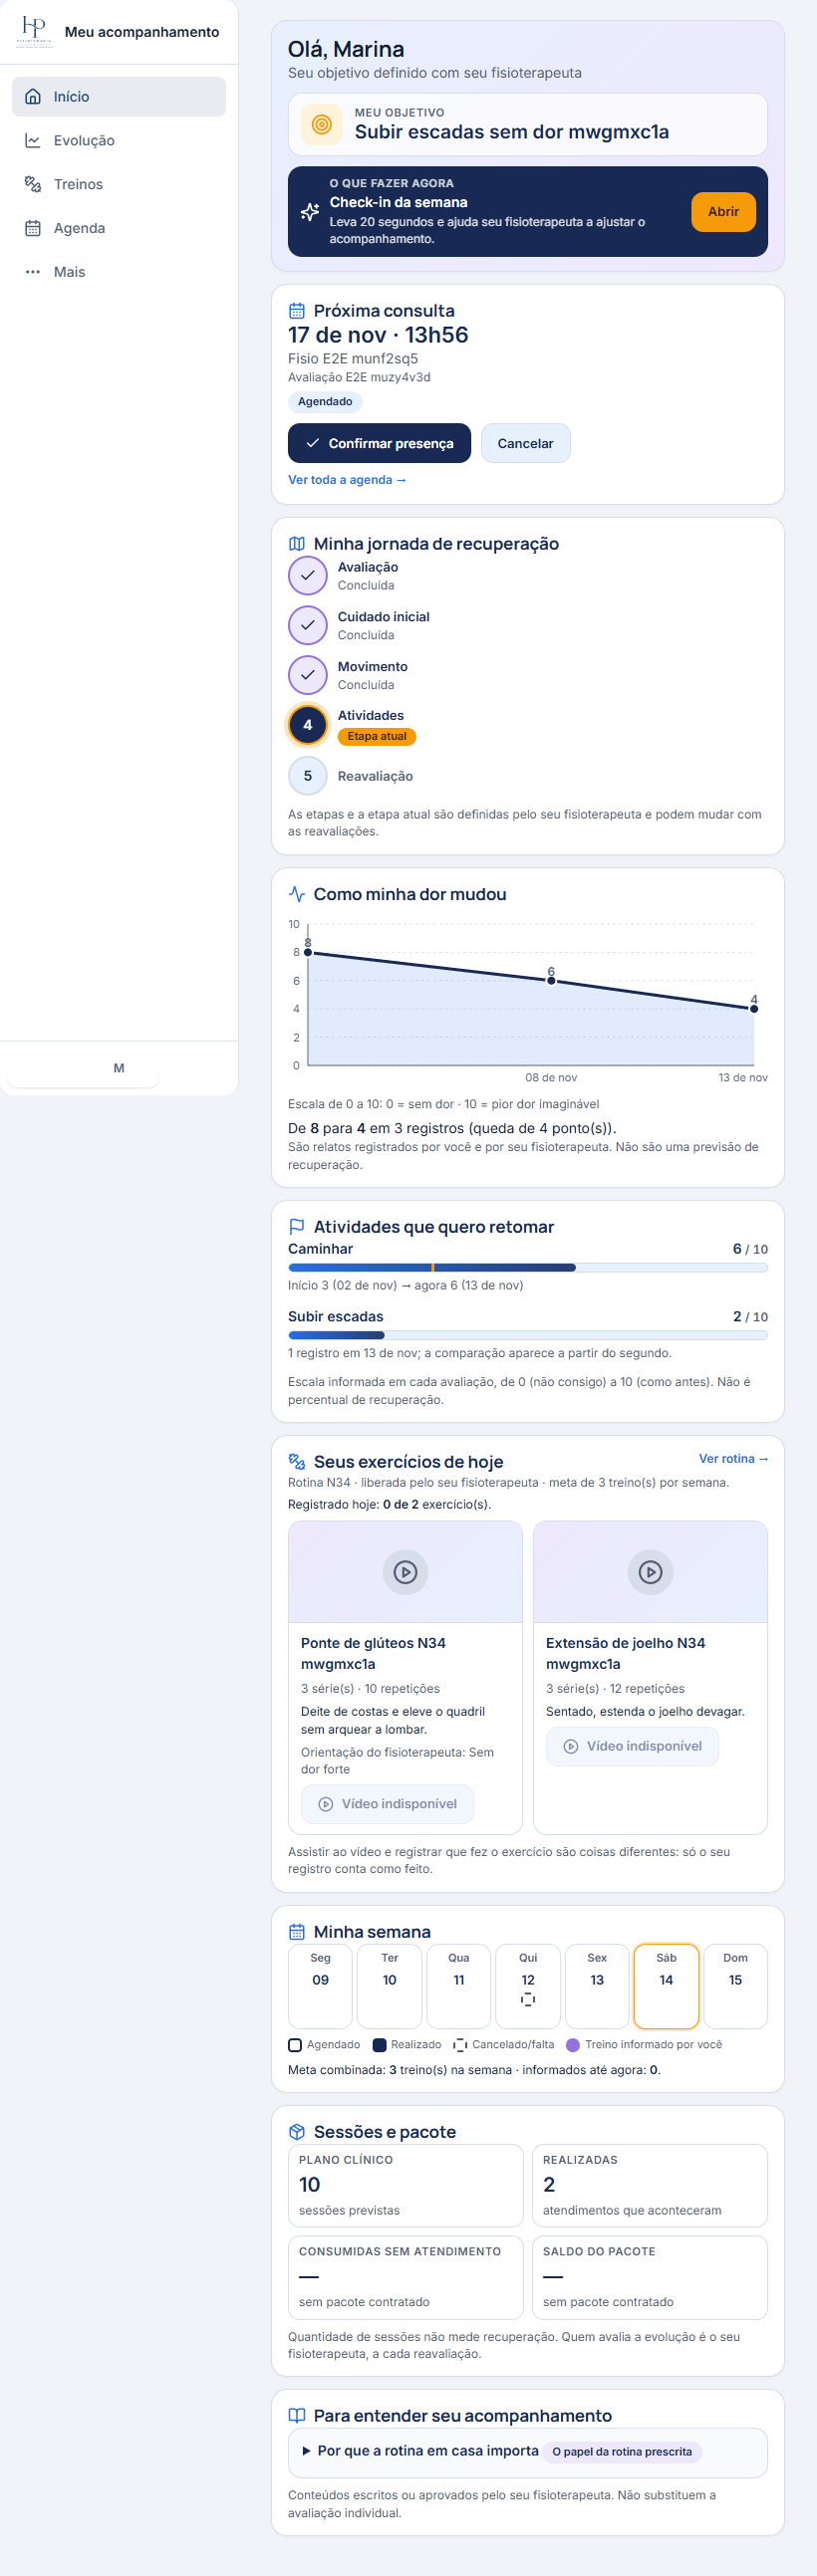 hp
FISIOTERAPIA
Meu acompanhamento
Início
Evolução
Treinos
Agenda
Mais
M
Olá, Marina
Seu objetivo definido com seu fisioterapeuta
MEU OBJETIVO
Subir escadas sem dor mwgmxc1a
O QUE FAZER AGORA
Check-in da semana
Leva 20 segundos e ajuda seu fisioterapeuta a ajustar o
acompanhamento.
Abrir
Próxima consulta
17 de nov · 13h56
Fisio E2E munf2sq5
Avaliação E2E muzy4v3d
Agendado
Confirmar presença
Cancelar
Ver toda a agenda →
Minha jornada de recuperação
Avaliação
Concluída
Cuidado inicial
Concluída
Movimento
Concluída
4
Atividades
Etapa atual
5
Reavaliação
As etapas e a etapa atual são definidas pelo seu fisioterapeuta e podem mudar com
as reavaliações.
Como minha dor mudou
10
8
6
4
2
0
8
6
4
08 de nov
13 de nov
Escala de 0 a 10: 0 = sem dor · 10 = pior dor imaginável
De 8 para 4 em 3 registros (queda de 4 ponto(s)).
São relatos registrados por você e por seu fisioterapeuta. Não são uma previsão de
recuperação.
Atividades que quero retomar
Caminhar
6 / 10
Início 3 (02 de nov) → agora 6 (13 de nov)
Subir escadas
2 / 10
1 registro em 13 de nov; a comparação aparece a partir do segundo.
Escala informada em cada avaliação, de 0 (não consigo) a 10 (como antes). Não é
percentual de recuperação.
Seus exercícios de hoje
Ver rotina →
Rotina N34 · liberada pelo seu fisioterapeuta · meta de 3 treino(s) por semana.
Registrado hoje: 0 de 2 exercício(s).
Ponte de glúteos N34
mwgmxc1a
3 série(s) · 10 repetições
Deite de costas e eleve o quadril
sem arquear a lombar.
Orientação do fisioterapeuta: Sem
dor forte
Vídeo indisponível
Extensão de joelho N34
mwgmxc1a
3 série(s) · 12 repetições
Sentado, estenda o joelho devagar.
Vídeo indisponível
Assistir ao vídeo e registrar que fez o exercício são coisas diferentes: só o seu
registro conta como feito.
Minha semana
Seg
09
Ter
10
Qua
11
Qui
12
Sex
13
Sáb
14
Dom
15
Agendado
Realizado
Cancelado/falta
Treino informado por você
Meta combinada: 3 treino(s) na semana · informados até agora: 0.
Sessões e pacote
PLANO CLÍNICO
10
sessões previstas
REALIZADAS
2
atendimentos que aconteceram
CONSUMIDAS SEM ATENDIMENTO
—
sem pacote contratado
SALDO DO PACOTE
—
sem pacote contratado
Quantidade de sessões não mede recuperação. Quem avalia a evolução é o seu
fisioterapeuta, a cada reavaliação.
Para entender seu acompanhamento
Por que a rotina em casa importa
O papel da rotina prescrita
Conteúdos escritos ou aprovados pelo seu fisioterapeuta. Não substituem a
avaliação individual.